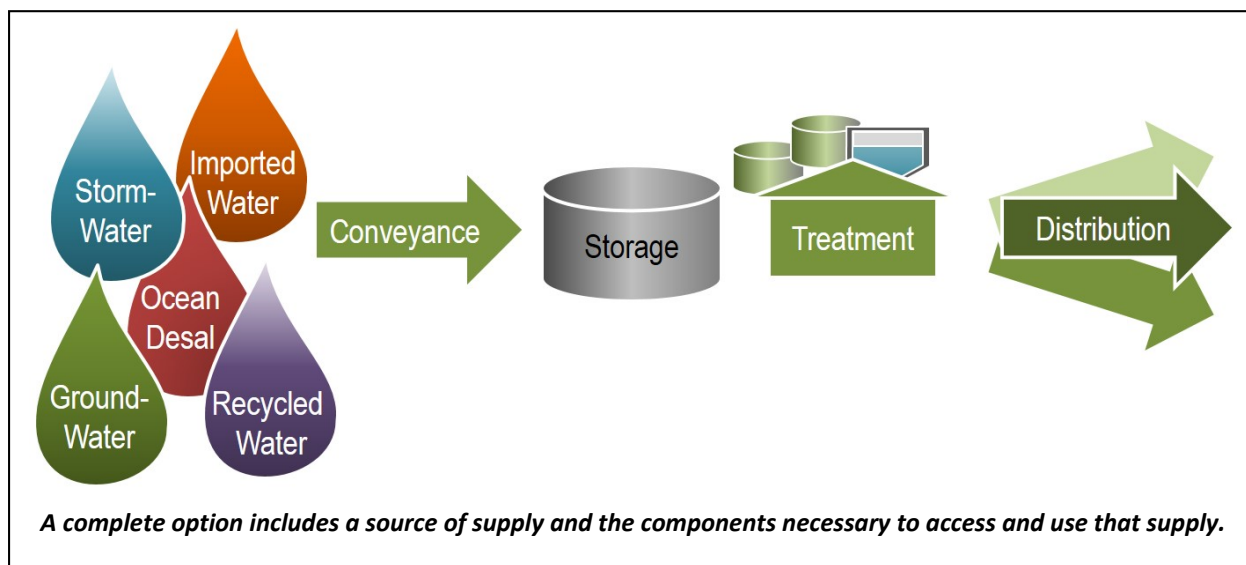 Storm-
Water
Imported
Water
Ocean
Desal
Ground-
Water
Recycled
Water
Conveyance
Storage
Treatment
Distribution
A complete option includes a source of supply and the components necessary to access and use that supply.